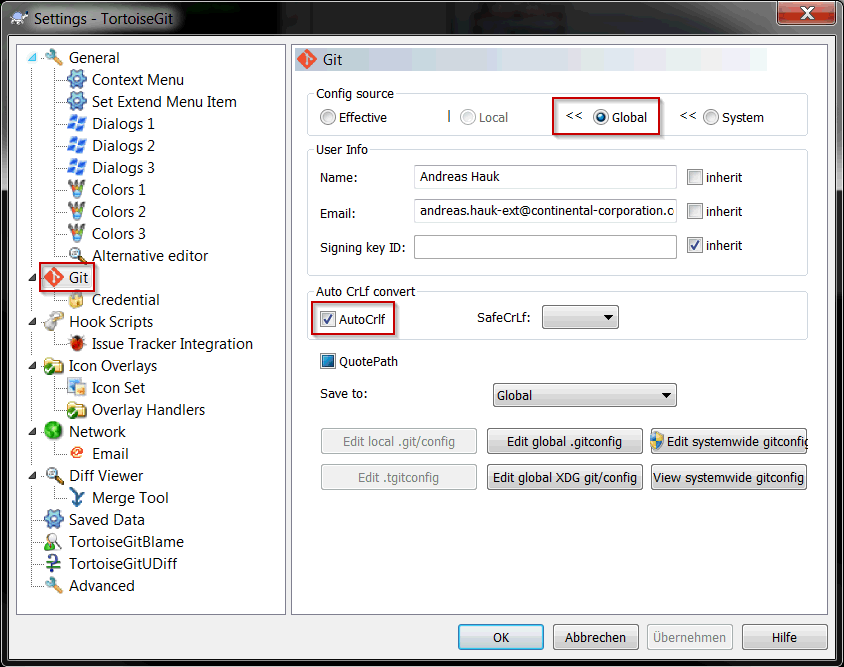 Settings - TortoiseGit
General
Context Menu
Set Extend Menu Item
Dialogs 1
Dialogs 2
Dialogs 3
Colors 1
Colors 2
Colors 3
Alternative editor
Git
Credential
Hook Scripts
Issue Tracker Integration
Icon Overlays
Icon Set
Overlay Handlers
Network
Email
Diff Viewer
Merge Tool
Saved Data
TortoiseGitBlame
TortoiseGitUDiff
Advanced
Git
Config source
Effective | Local << Global << System
User Info
Name: Andreas Hauk inherit
Email: andreas.hauk-ext@continental-corporation.c inherit
Signing key ID: inherit
Auto CrLf convert
AutoCrlf SafeCrLf:
QuotePath
Save to: Global
Edit local .git/config Edit global .gitconfig Edit systemwide gitconfig
Edit .tgitconfig Edit global XDG git/config View systemwide gitconfig
OK Abbrechen Übernehmen Hilfe